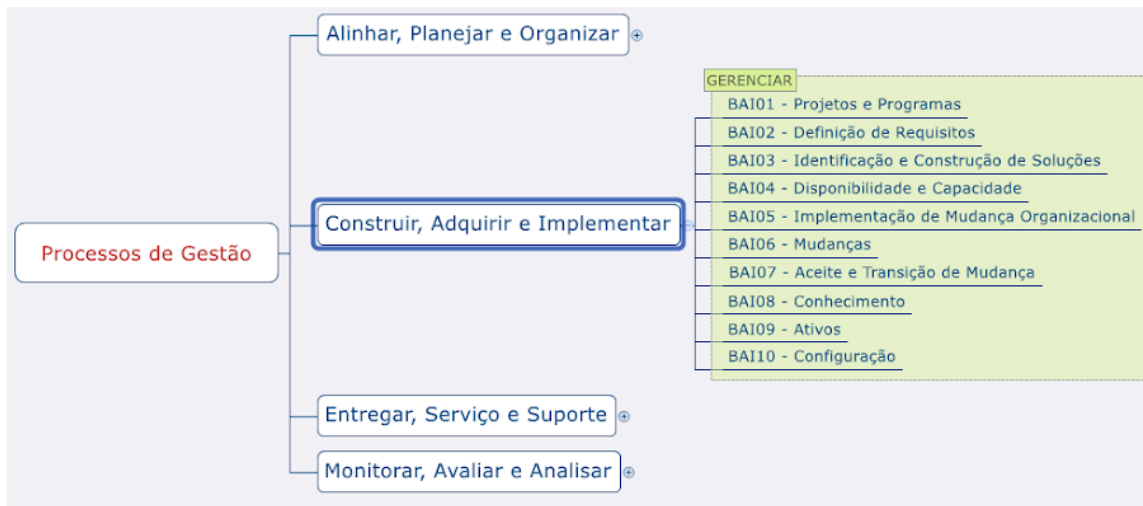 Alinhar, Planejar e Organizar
GERENCIAR
BAI01 - Projetos e Programas
BAI02 - Definição de Requisitos
BAI03 - Identificação e Construção de Soluções
BAI04 - Disponibilidade e Capacidade
Construir, Adquirir e Implementar
BAI05 - Implementação de Mudança Organizacional
BAI06 - Mudanças
Processos de Gestão
BAI07 - Aceite e Transição de Mudança
BAI08 - Conhecimento
BAI09 - Ativos
BAI10 - Configuração
Entregar, Serviço e Suporte
Monitorar, Avaliar e Analisar